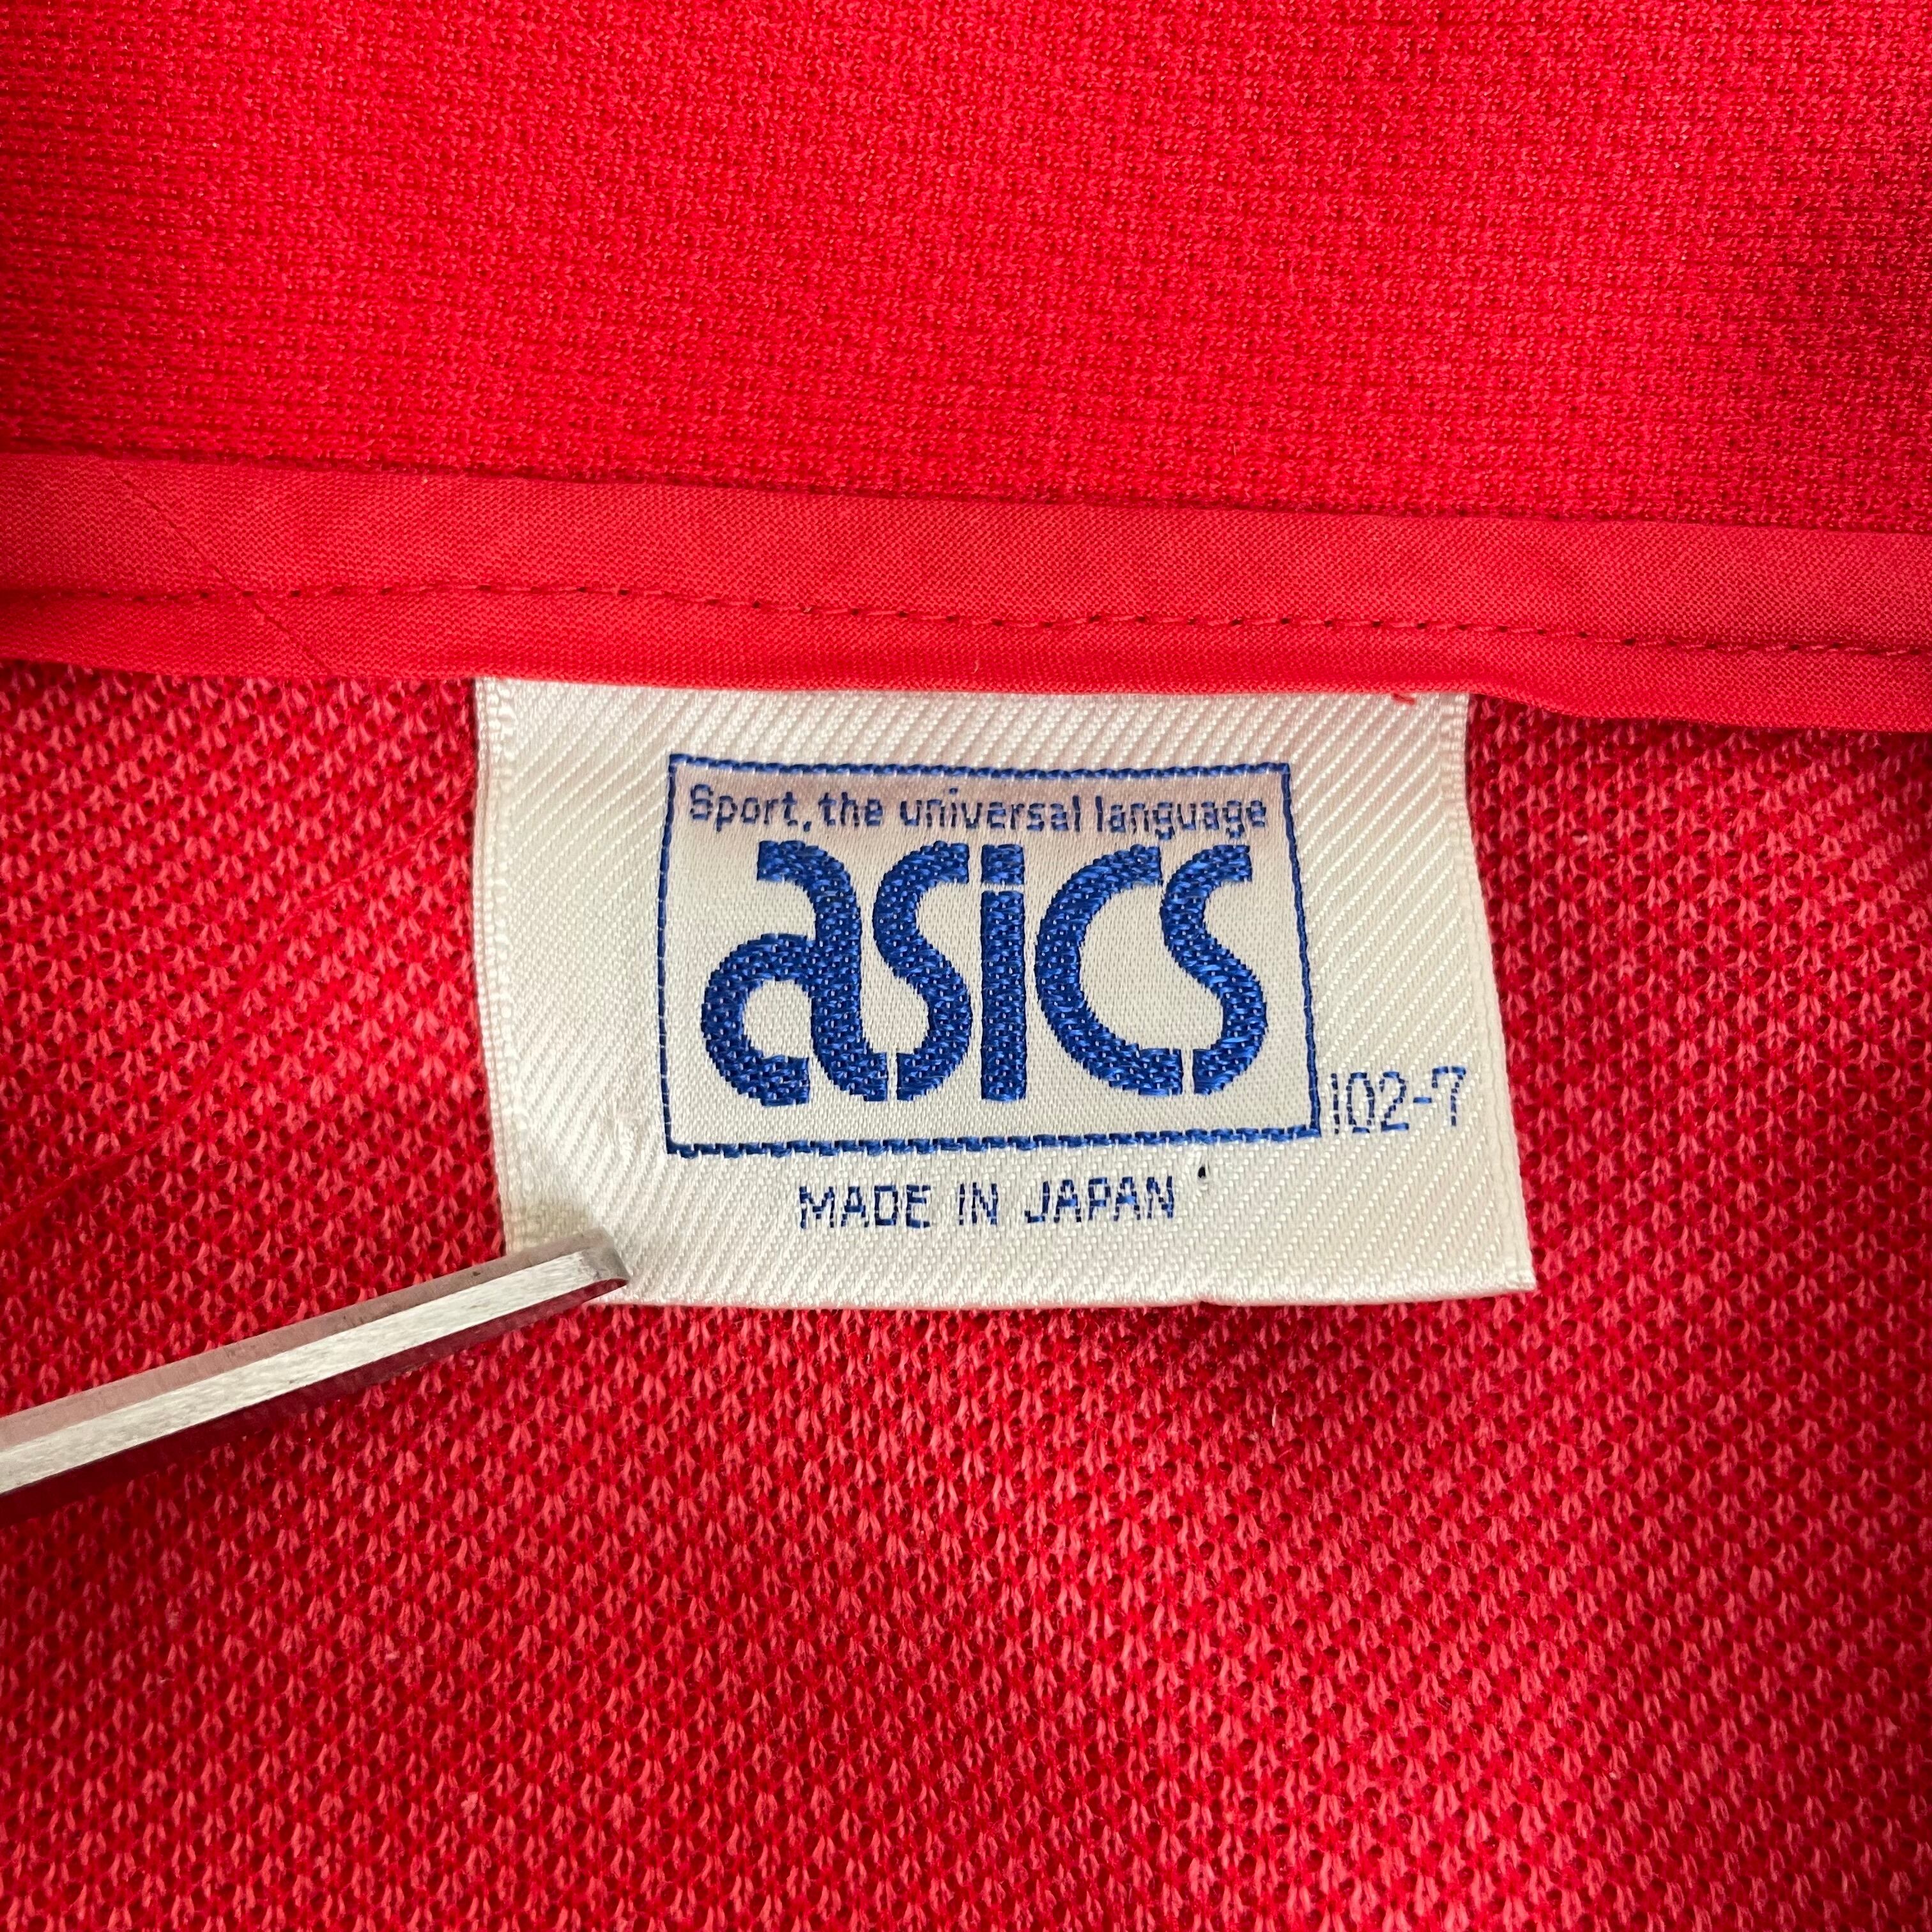 Sport, the universal language
asics
102-7
MADE IN JAPAN